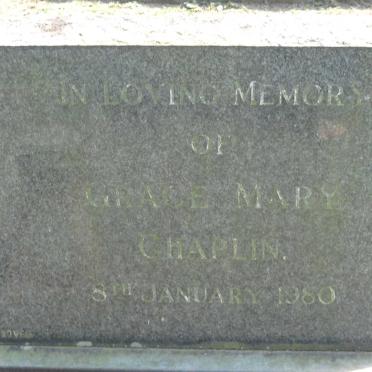 IN LOVING MEMORY
OF
GRACE MARY
CHAPLIN.
8TH JANUARY 1980